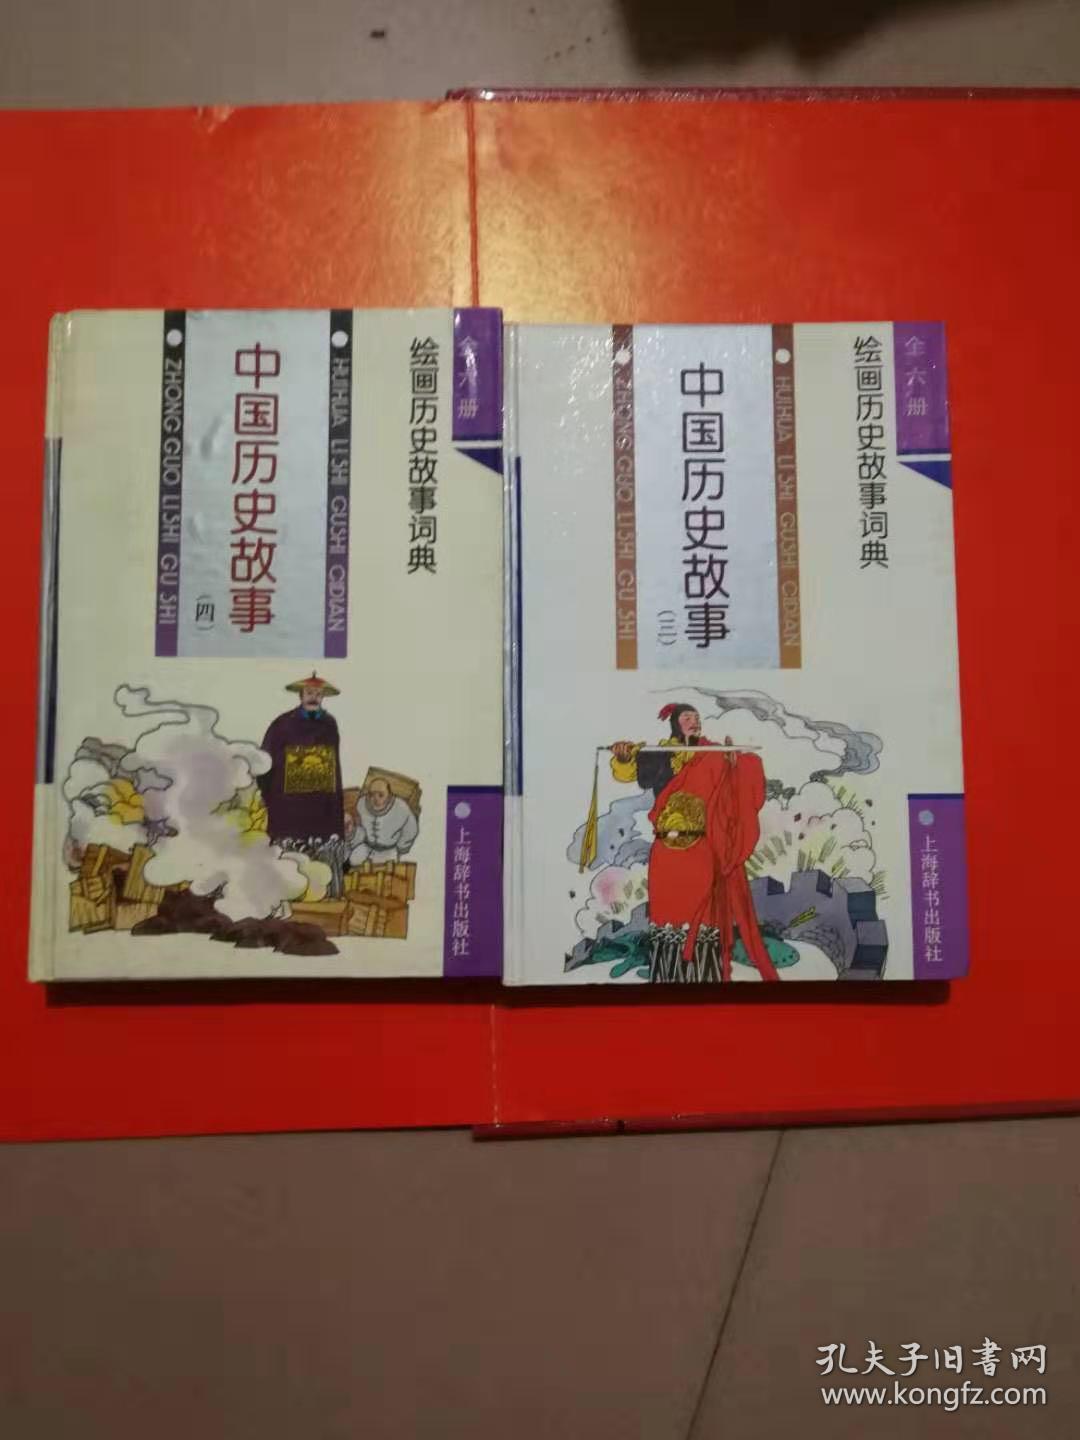 全六册
绘画历史故事词典
HUIHUA LI SHI GUSHI CIDIAN
中国历史故事
(四)
ZHONG GUO LI SHI GU SHI
上海辞书出版社
全六册
绘画历史故事词典
HUIHUA LI SHI GUSHI CIDIAN
中国历史故事
(三)
ZHONG GUO LI SHI GU SHI
上海辞书出版社
孔夫子旧書网
www.kongfz.com